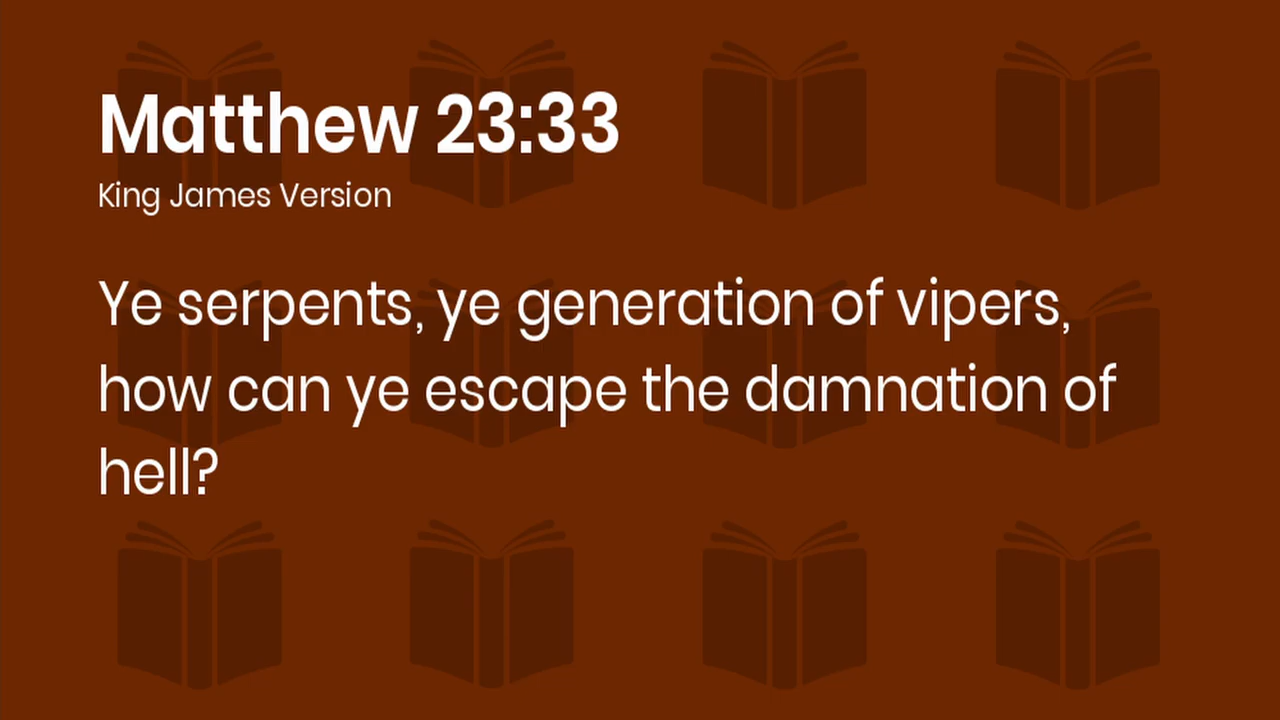 Matthew 23:33
King James Version
Ye serpents, ye generation of vipers,
how can ye escape the damnation of
hell?